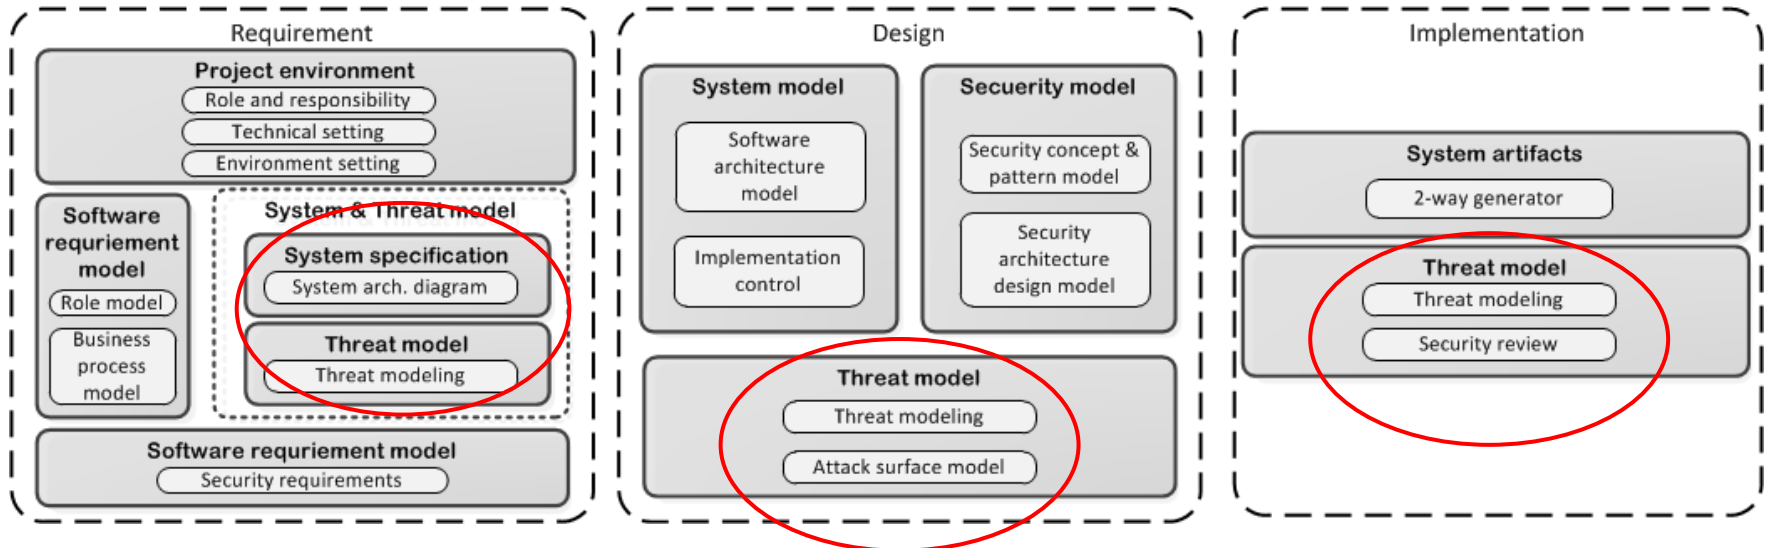 Requirement
Project environment
Role and responsibility
Technical setting
Environment setting
Software
requriement
model
Role model
Business
process
model
System & Threat model
System specification
System arch. diagram
Threat model
Threat modeling
Software requriement model
Security requirements
Design
System model
Software
architecture
model
Implementation
control
Secuerity model
Security concept &
pattern model
Security
architecture
design model
Threat model
Threat modeling
Attack surface model
Implementation
System artifacts
2-way generator
Threat model
Threat modeling
Security review